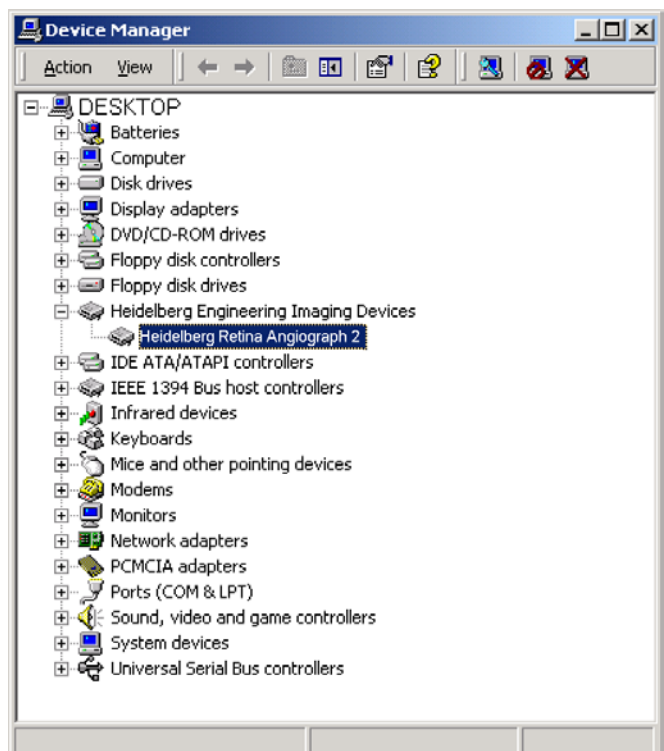 Device Manager
Action View
DESKTOP
Batteries
Computer
Disk drives
Display adapters
DVD/CD-ROM drives
Floppy disk controllers
Floppy disk drives
Heidelberg Engineering Imaging Devices
Heidelberg Retina Angiograph 2
IDE ATA/ATAPI controllers
IEEE 1394 Bus host controllers
Infrared devices
Keyboards
Mice and other pointing devices
Modems
Monitors
Network adapters
PCMCIA adapters
Ports (COM & LPT)
Sound, video and game controllers
System devices
Universal Serial Bus controllers